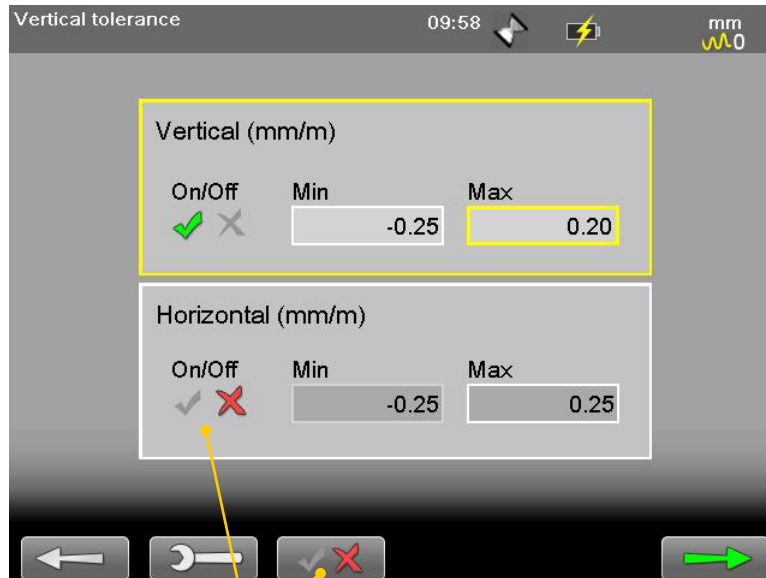 Vertical tolerance 09:58 mm
0
Vertical (mm/m)
On/Off Min Max
-0.25 0.20
Horizontal (mm/m)
On/Off Min Max
-0.25 0.25